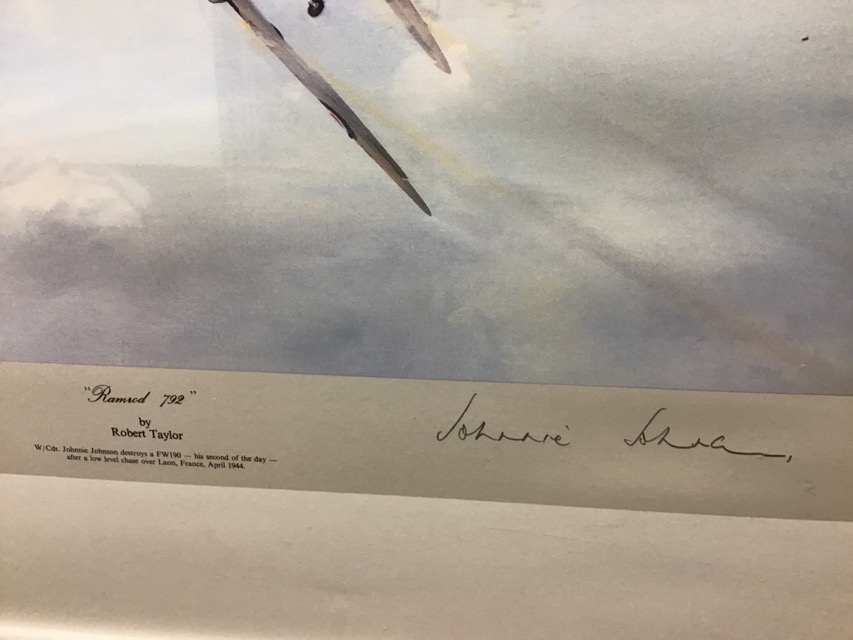 "Ramrod 792"
by
Robert Taylor
W/Cdr. Johnnie Johnson destroys a FW190 — his second of the day —
after a low level chase over Laon, France, April 1944.
Johnnie Johnson